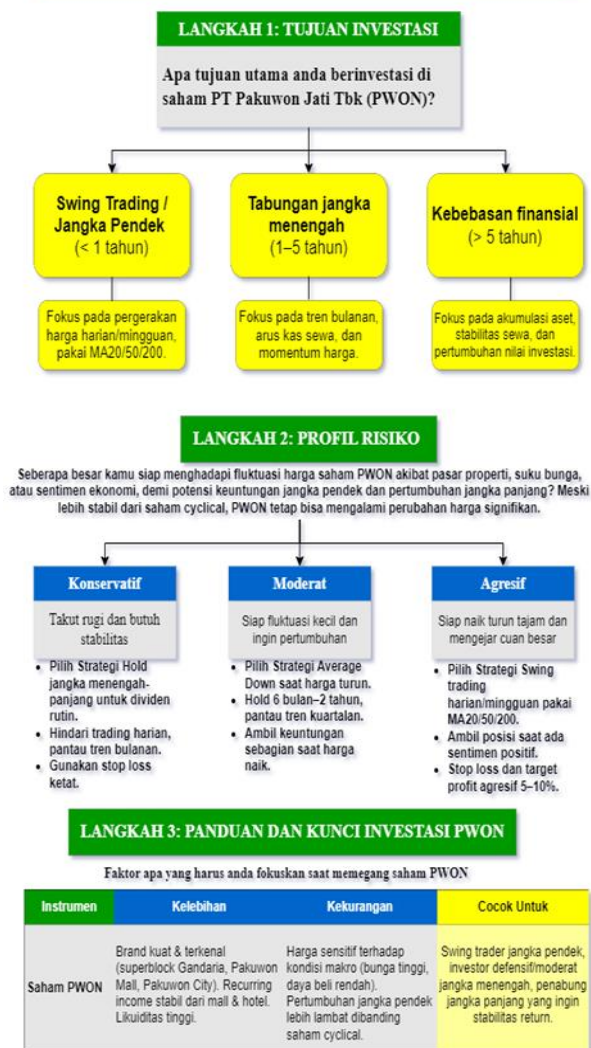 LANGKAH 1: TUJUAN INVESTASI
Apa tujuan utama anda berinvestasi di
saham PT Pakuwon Jati Tbk (PWON)?
Swing Trading /
Jangka Pendek
(< 1 tahun)
Fokus pada pergerakan
harga harian/mingguan,
pakai MA20/50/200.
Tabungan jangka
menengah
(1–5 tahun)
Fokus pada tren bulanan,
arus kas sewa, dan
momentum harga.
Kebebasan finansial
(> 5 tahun)
Fokus pada akumulasi aset,
stabilitas sewa, dan
pertumbuhan nilai investasi.
LANGKAH 2: PROFIL RISIKO
Seberapa besar kamu siap menghadapi fluktuasi harga saham PWON akibat pasar properti, suku bunga,
atau sentimen ekonomi, demi potensi keuntungan jangka pendek dan pertumbuhan jangka panjang? Meski
lebih stabil dari saham cyclical, PWON tetap bisa mengalami perubahan harga signifikan.
Konservatif
Takut rugi dan butuh
stabilitas
• Pilih Strategi Hold
jangka menengah-
panjang untuk dividen
rutin.
• Hindari trading harian,
pantau tren bulanan.
• Gunakan stop loss
ketat.
Moderat
Siap fluktuasi kecil dan
ingin pertumbuhan
• Pilih Strategi Average
Down saat harga turun.
• Hold 6 bulan–2 tahun,
pantau tren kuartalan.
• Ambil keuntungan
sebagian saat harga
naik.
Agresif
Siap naik turun tajam dan
mengejar cuan besar
• Pilih Strategi Swing
trading
harian/mingguan pakai
MA20/50/200.
• Ambil posisi saat ada
sentimen positif.
• Stop loss dan target
profit agresif 5–10%.
LANGKAH 3: PANDUAN DAN KUNCI INVESTASI PWON
Faktor apa yang harus anda fokuskan saat memegang saham PWON
Instrumen
Kelebihan
Kekurangan
Cocok Untuk
Saham PWON
Brand kuat & terkenal
(superblock Gandaria, Pakuwon
Mall, Pakuwon City). Recurring
income stabil dari mall & hotel.
Likuiditas tinggi.
Harga sensitif terhadap
kondisi makro (bunga tinggi,
daya beli rendah).
Pertumbuhan jangka pendek
lebih lambat dibanding
saham cyclical.
Swing trader jangka pendek,
investor defensif/moderat
jangka menengah, penabung
jangka panjang yang ingin
stabilitas return.